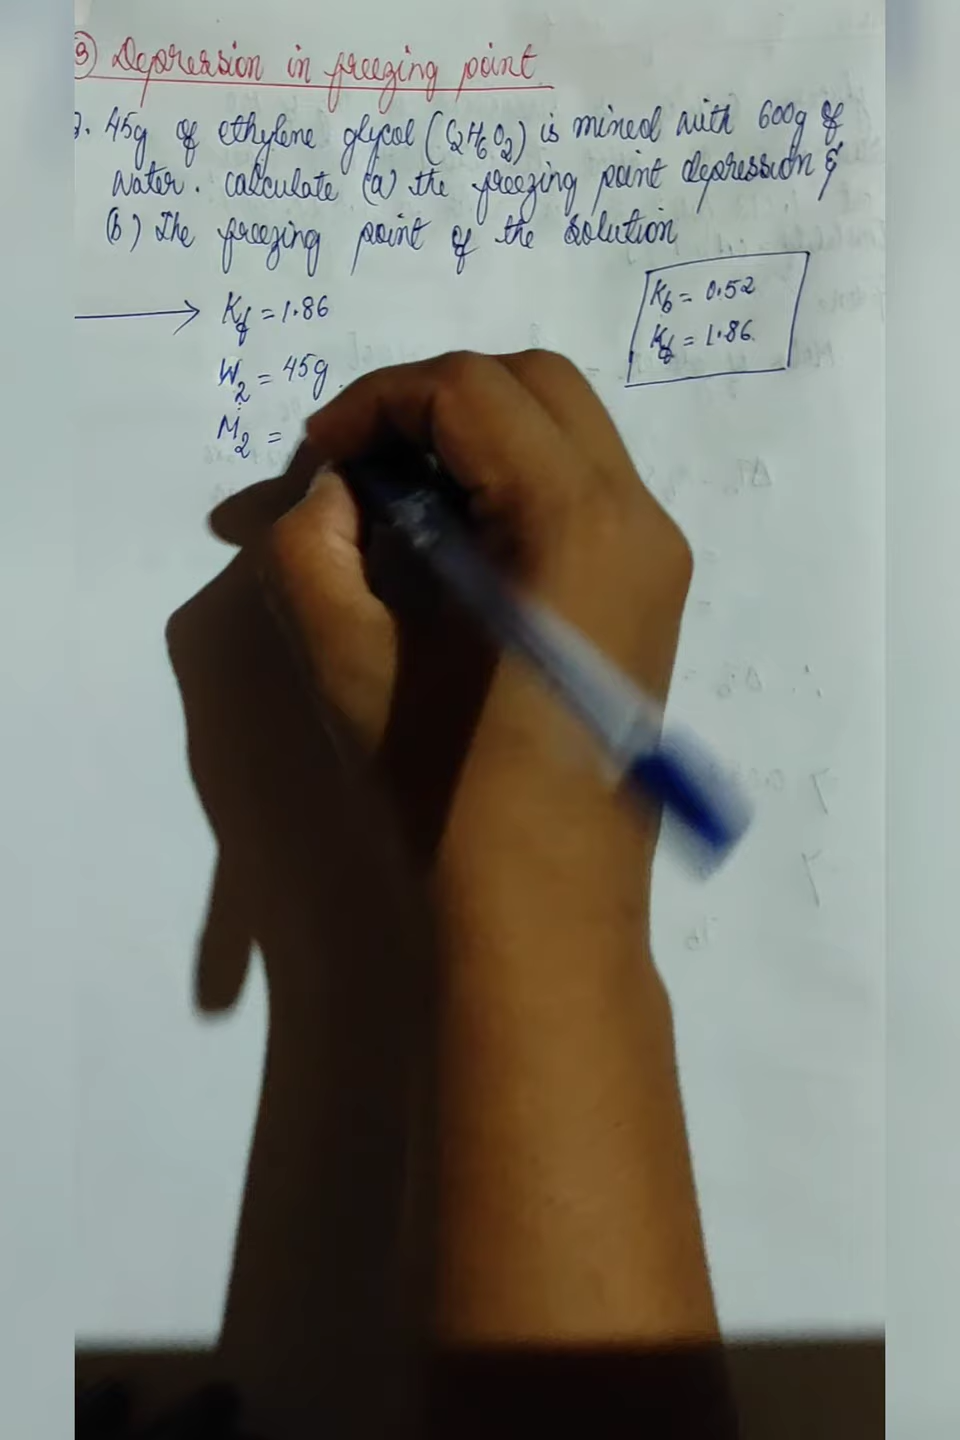 3) Depression in freezing point
45g of ethylene glycol (C2H6O2) is mixed with 600g of
water. calculate (a) the freezing point depression &
(b) The freezing point of the solution
Kb = 0.52
Kf = 1.86
Kf = 1.86
W2 = 45g
M2 =